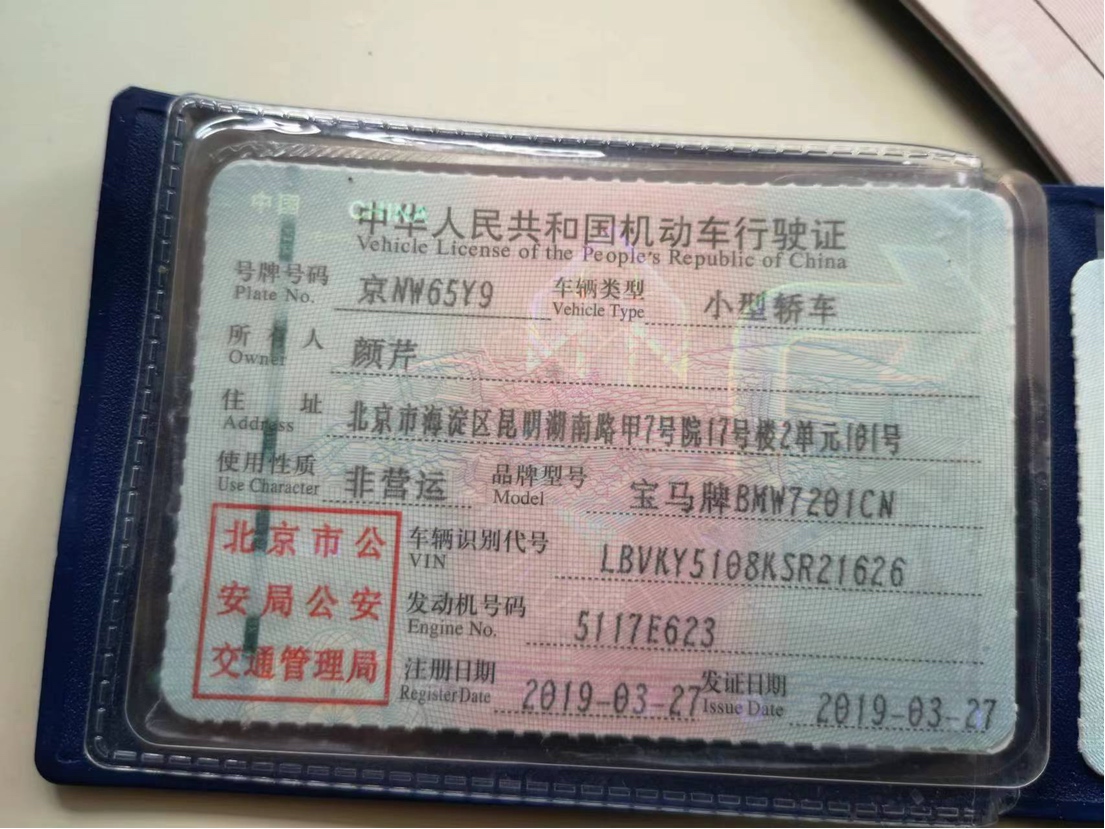 中国 CHINA
中华人民共和国机动车行驶证
Vehicle License of the People's Republic of China
号牌号码 京NW65Y9 车辆类型 小型轿车
Plate No. Vehicle Type
所有人 颜芹
Owner
住址 北京市海淀区昆明湖南路甲7号院17号楼2单元101号
Address
使用性质 非营运 品牌型号 宝马牌BMW7201CN
Use Character Model
北京市公
安局公安
交通管理局
车辆识别代号 LBVKY5108KSR21626
VIN
发动机号码 5117E623
Engine No.
注册日期 2019-03-27 发证日期 2019-03-27
Register Date Issue Date